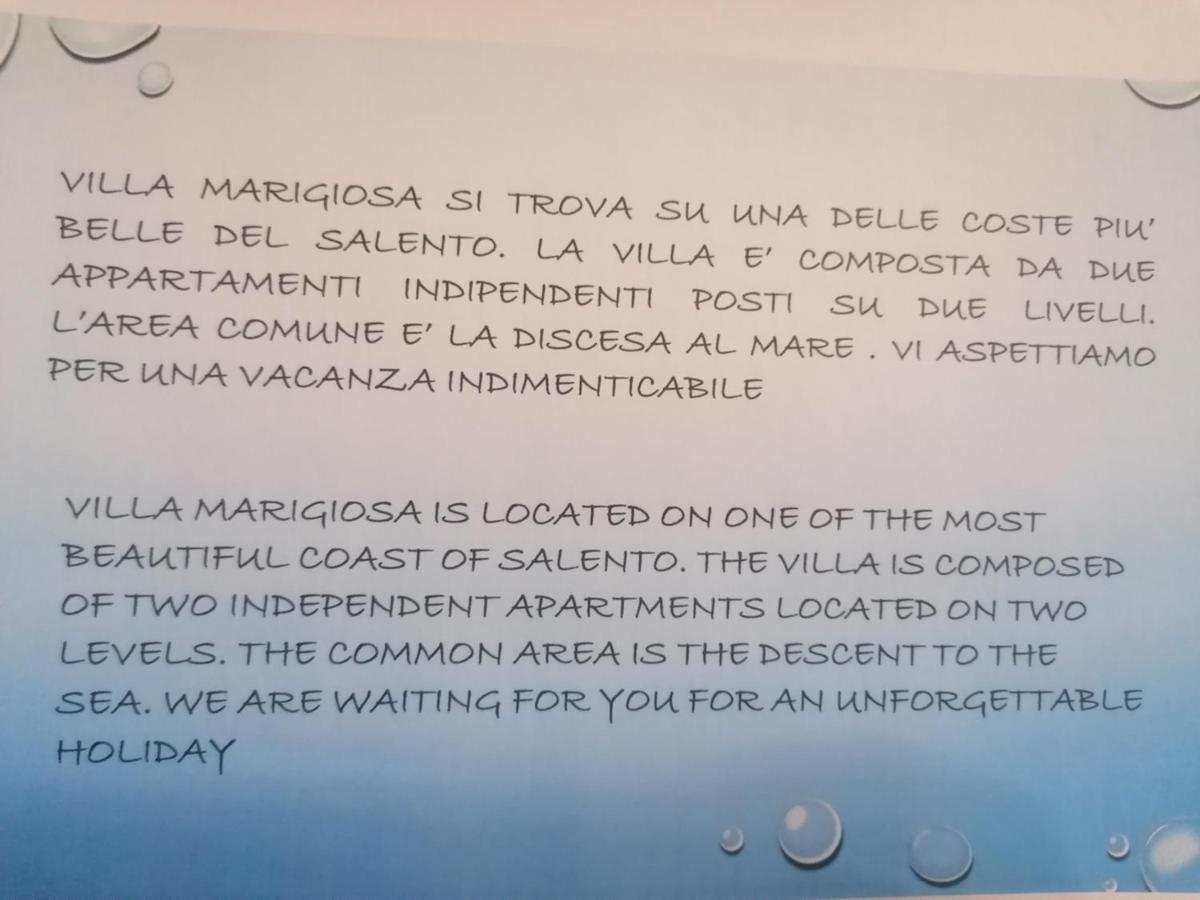 VILLA MARIGIOSA SI TROVA SU UNA DELLE COSTE PIU'
BELLE DEL SALENTO. LA VILLA E' COMPOSTA DA DUE
APPARTAMENTI INDIPENDENTI POSTI SU DUE LIVELLI.
L'AREA COMUNE E' LA DISCESA AL MARE . VI ASPETTIAMO
PER UNA VACANZA INDIMENTICABILE
VILLA MARIGIOSA IS LOCATED ON ONE OF THE MOST
BEAUTIFUL COAST OF SALENTO. THE VILLA IS COMPOSED
OF TWO INDEPENDENT APARTMENTS LOCATED ON TWO
LEVELS. THE COMMON AREA IS THE DESCENT TO THE
SEA. WE ARE WAITING FOR YOU FOR AN UNFORGETTABLE
HOLIDAY